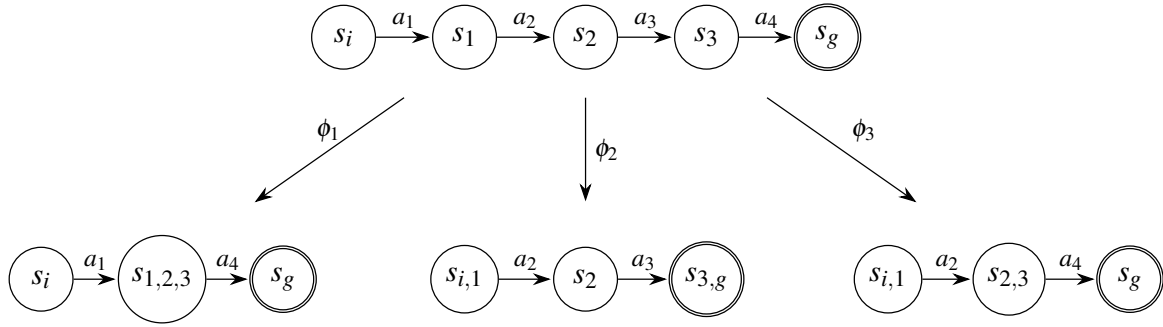 s_i a_1 s_1 a_2 s_2 a_3 s_3 a_4 s_g
ϕ_1 ϕ_2 ϕ_3
s_i a_1 s_{1,2,3} a_4 s_g s_{i,1} a_2 s_2 a_3 s_{3,g} s_{i,1} a_2 s_{2,3} a_4 s_g